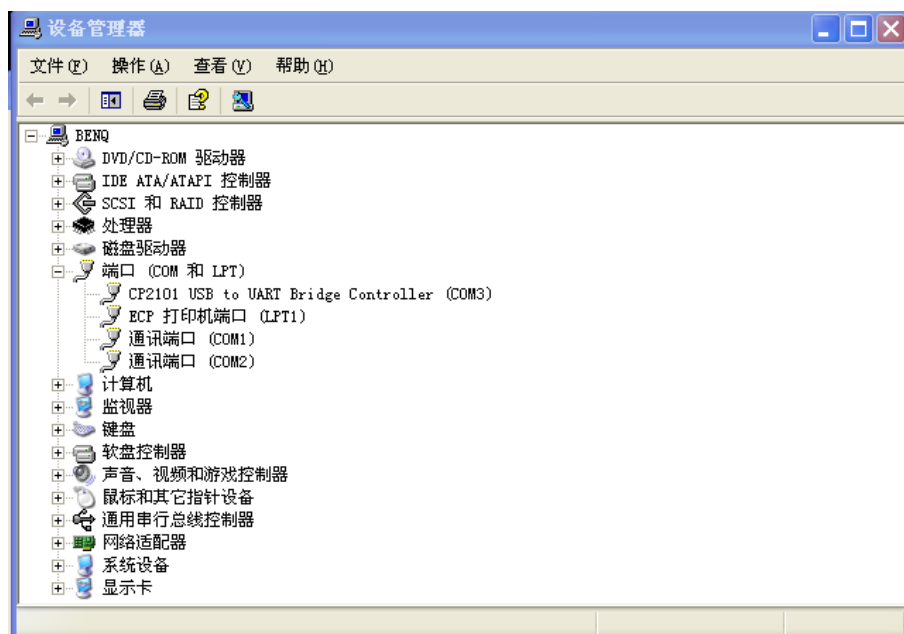 设备管理器
文件(F) 操作(A) 查看(V) 帮助(H)
BENQ
DVD/CD-ROM 驱动器
IDE ATA/ATAPI 控制器
SCSI 和 RAID 控制器
处理器
磁盘驱动器
端口 (COM 和 LPT)
CP2101 USB to UART Bridge Controller (COM3)
ECP 打印机端口 (LPT1)
通讯端口 (COM1)
通讯端口 (COM2)
计算机
监视器
键盘
软盘控制器
声音、视频和游戏控制器
鼠标和其它指针设备
通用串行总线控制器
网络适配器
系统设备
显示卡